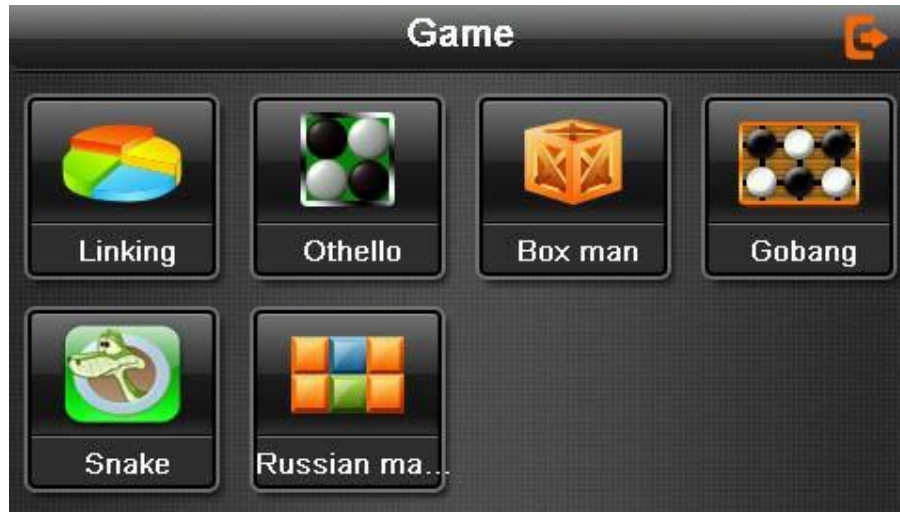 Game
Linking
Othello
Box man
Gobang
Snake
Russian ma...